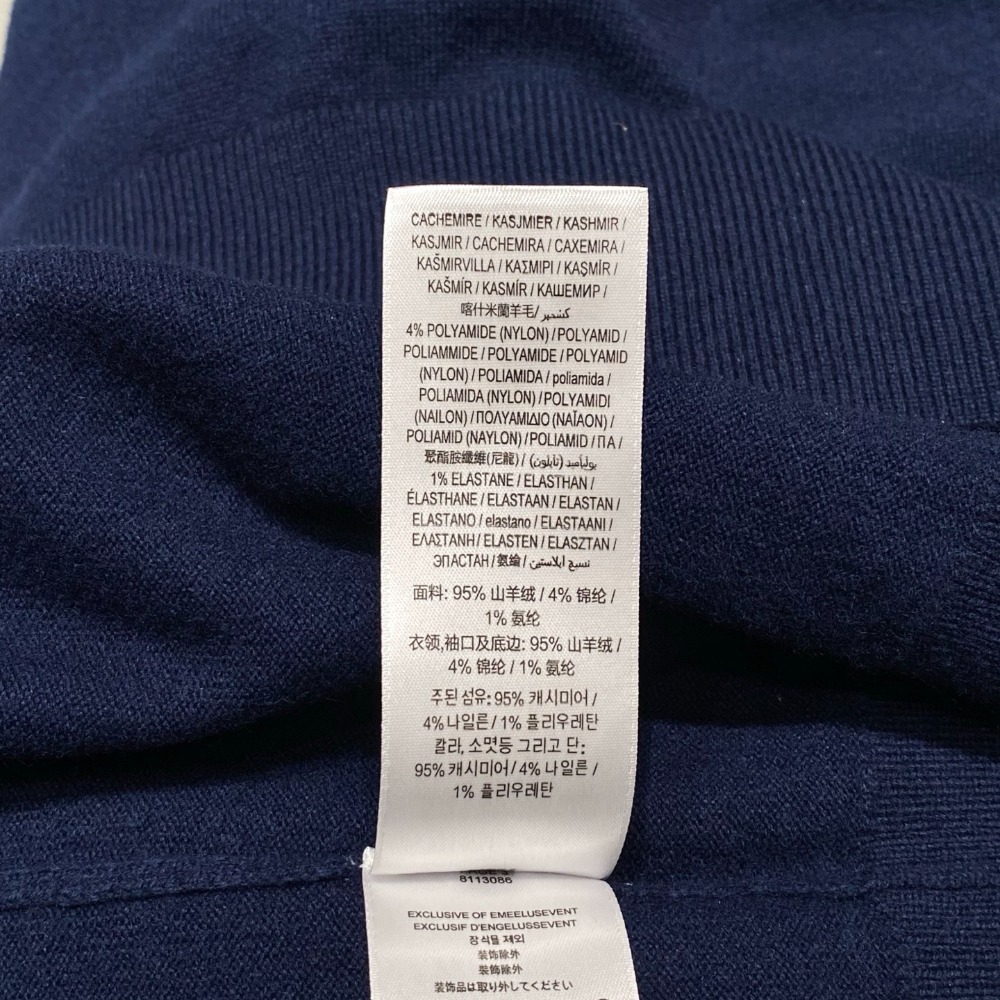 CACHEMIRE / KASJMIER / KASHMIR /
KASJMIR / CACHEMIRA / CAXEMIRA /
KAŠMIRVILLA / ΚΑΣΜΙΡΙ / KAŞMİR /
KAŠMÍR / KASMÍR / КАШЕМИР /
喀什米蘭羊毛/ كشمير
4% POLYAMIDE (NYLON) / POLYAMID /
POLIAMMIDE / POLYAMIDE / POLYAMID
(NYLON) / POLIAMIDA / poliamida /
POLIAMIDA (NYLON) / POLYAMIDI
(NAILON) / ΠΟΛΥΑΜΙΔΙΟ (ΝΑΪΛΟΝ) /
POLIAMID (NAYLON) / POLIAMID / ПА /
聚酯胺纖維(尼龍) / بولياميد (نايلون)
1% ELASTANE / ELASTHAN /
ÉLASTHANE / ELASTAAN / ELASTAN /
ELASTANO / elastano / ELASTAANI /
ΕΛΑΣΤΑΝΗ / ELASTEN / ELASZTAN /
ЭПАСТАН / 氨綸 / نسيج ايلاستين
面料: 95% 山羊绒 / 4% 锦纶 /
1% 氨纶
衣领,袖口及底边: 95% 山羊绒 /
4% 锦纶 / 1% 氨纶
주된 섬유: 95% 캐시미어 /
4% 나일론 / 1% 플리우레탄
칼라, 소몃등 그리고 단:
95% 캐시미어 / 4% 나일론 /
1% 플리우레탄
8113086
EXCLUSIVE OF EMEELUSEVENT
EXCLUSIF D'ENGELUSSEVENT
장식물 제외
装饰除外
裝飾除外
装飾品は取り外してください